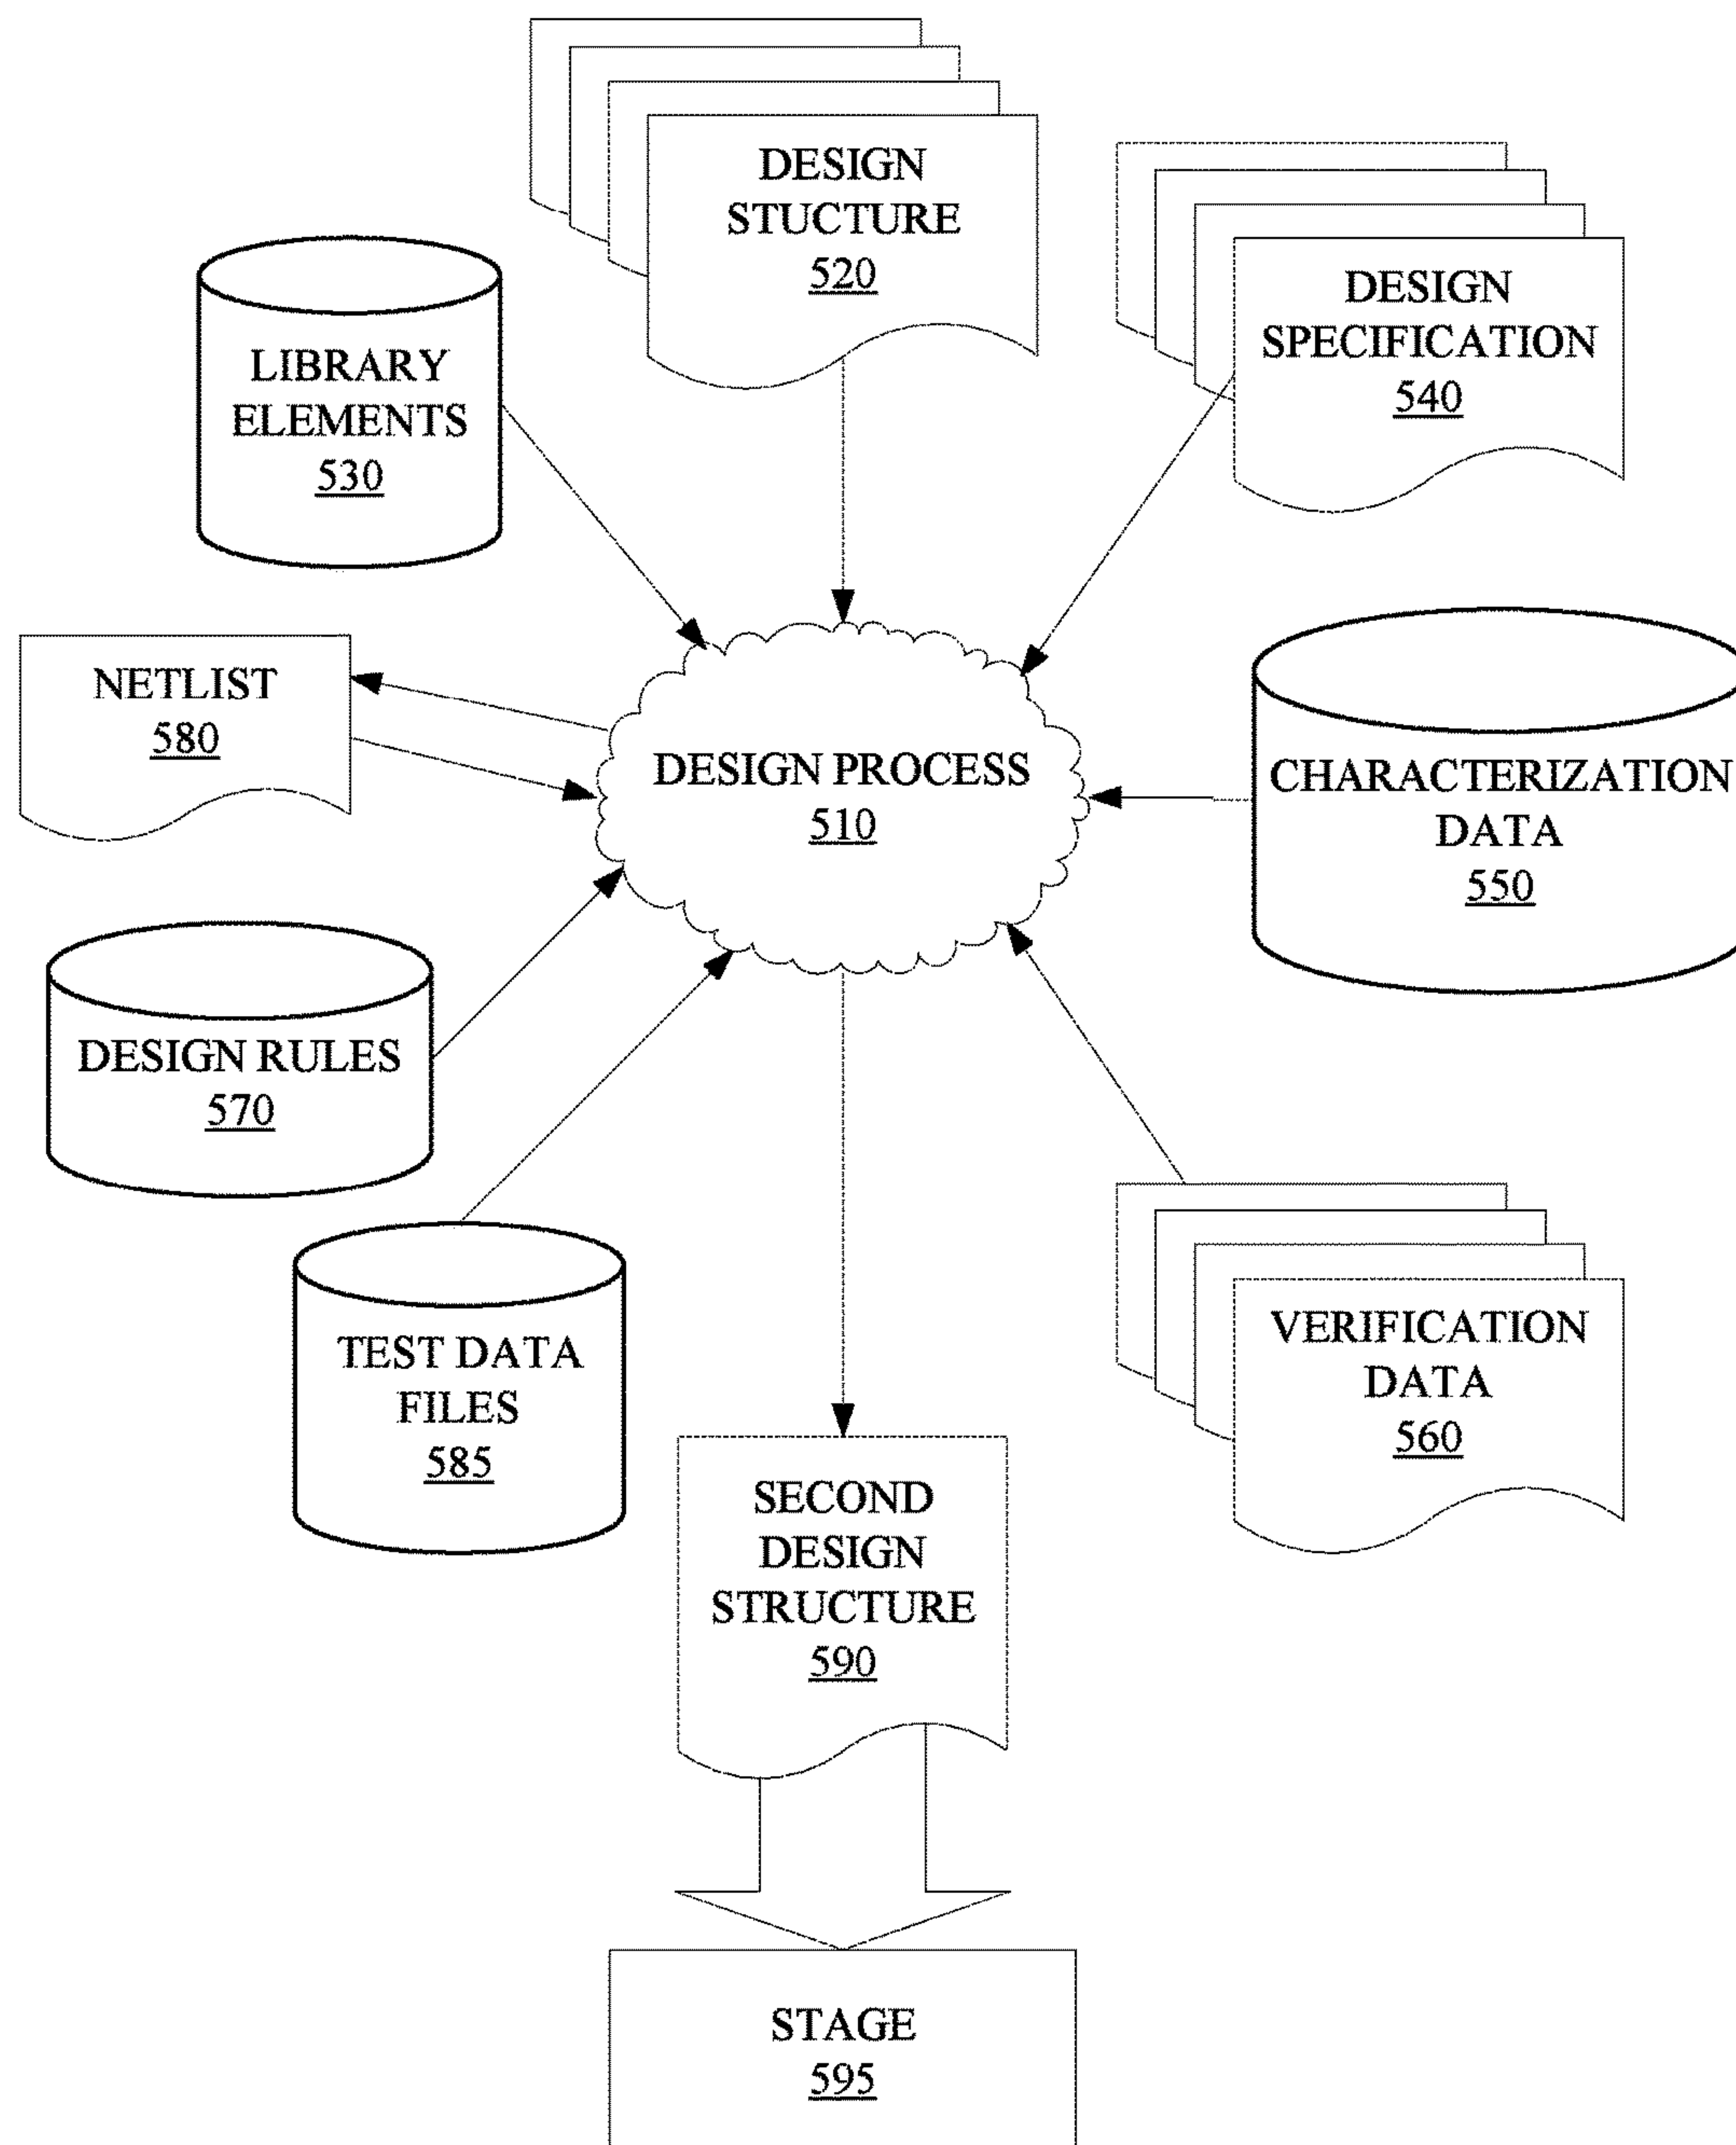 DESIGN
STUCTURE
520
DESIGN
SPECIFICATION
540
LIBRARY
ELEMENTS
530
NETLIST
580
DESIGN PROCESS
510
CHARACTERIZATION
DATA
550
DESIGN RULES
570
TEST DATA
FILES
585
VERIFICATION
DATA
560
SECOND
DESIGN
STRUCTURE
590
STAGE
595